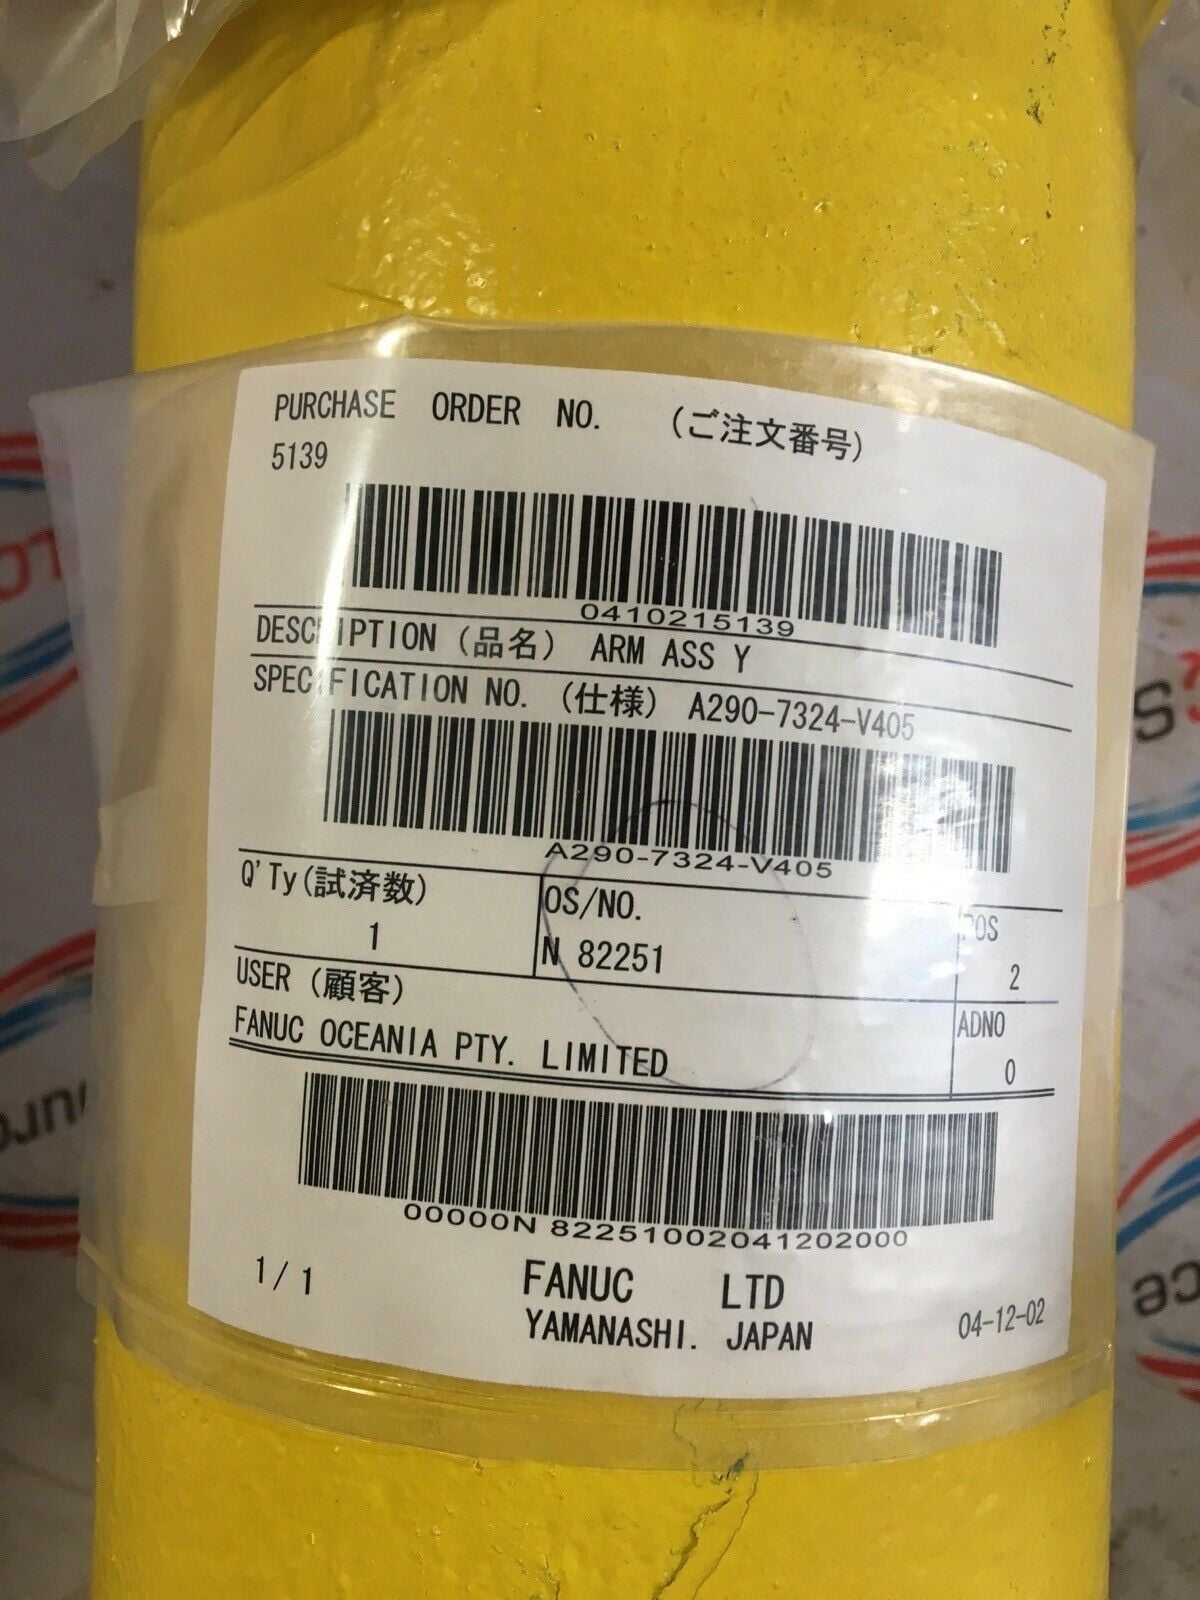 PURCHASE ORDER NO. (ご注文番号)
5139
0410215139
DESCRIPTION (品名) ARM ASS Y
SPECIFICATION NO. (仕様) A290-7324-V405
A290-7324-V405
Q'Ty(試済数) OS/NO. POS
1 N 82251 2
USER (顧客) ADNO
FANUC OCEANIA PTY. LIMITED 0
00000N 82251002041202000
1/1 FANUC LTD
YAMANASHI. JAPAN 04-12-02